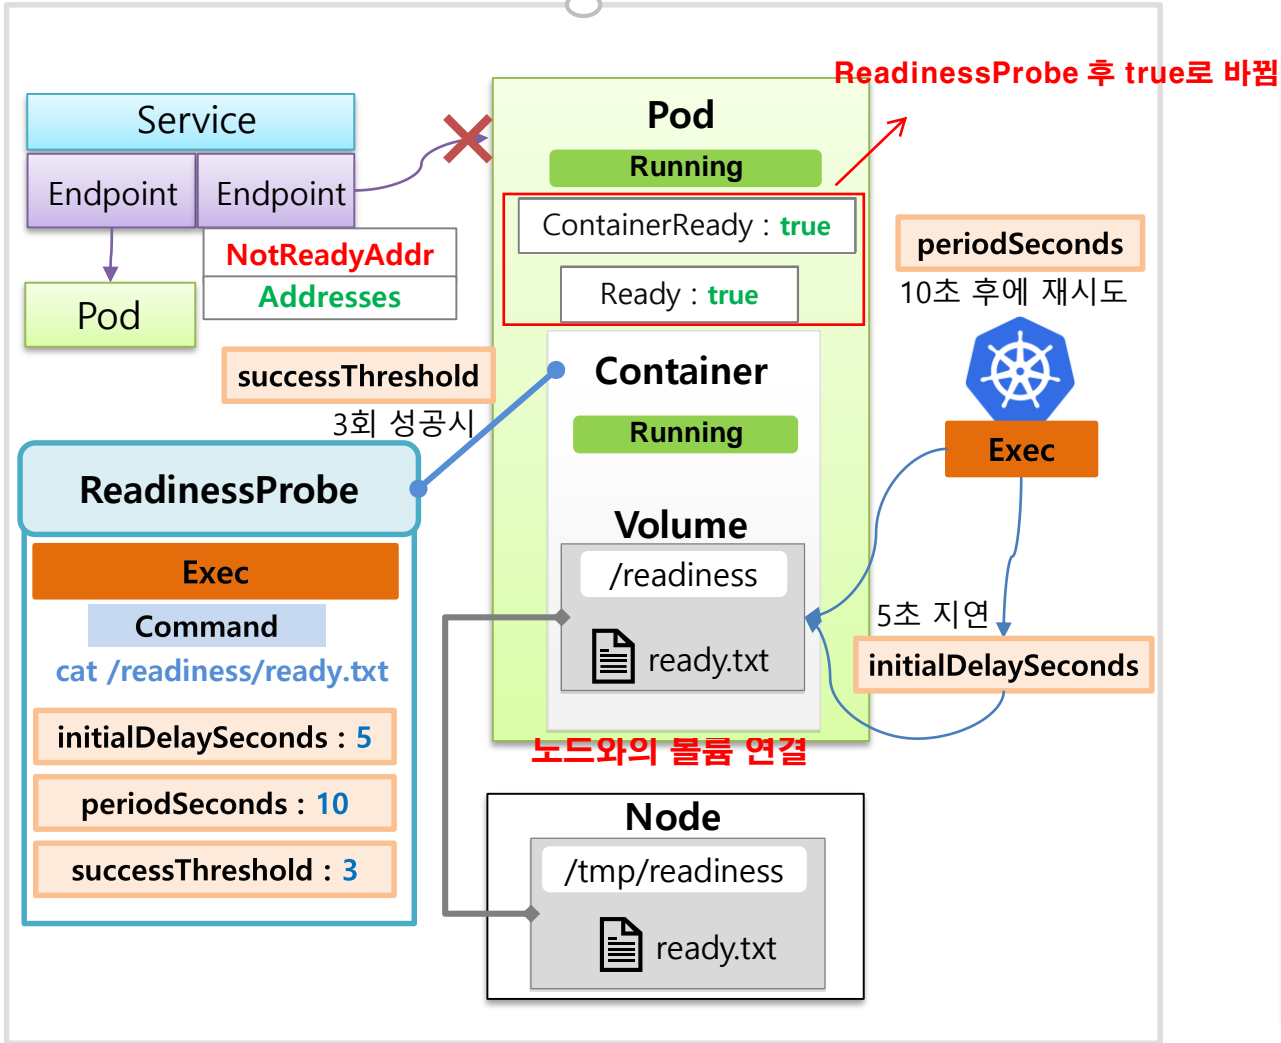 ReadinessProbe 후 true로 바뀜
Service
Endpoint
Endpoint
NotReadyAddr
Addresses
Pod
Pod
Running
ContainerReady : true
Ready : true
periodSeconds
10초 후에 재시도
Exec
5초 지연
initialDelaySeconds
successThreshold
3회 성공시
Container
Running
Volume
/readiness
ready.txt
노드와의 볼륨 연결
ReadinessProbe
Exec
Command
cat /readiness/ready.txt
initialDelaySeconds : 5
periodSeconds : 10
successThreshold : 3
Node
/tmp/readiness
ready.txt